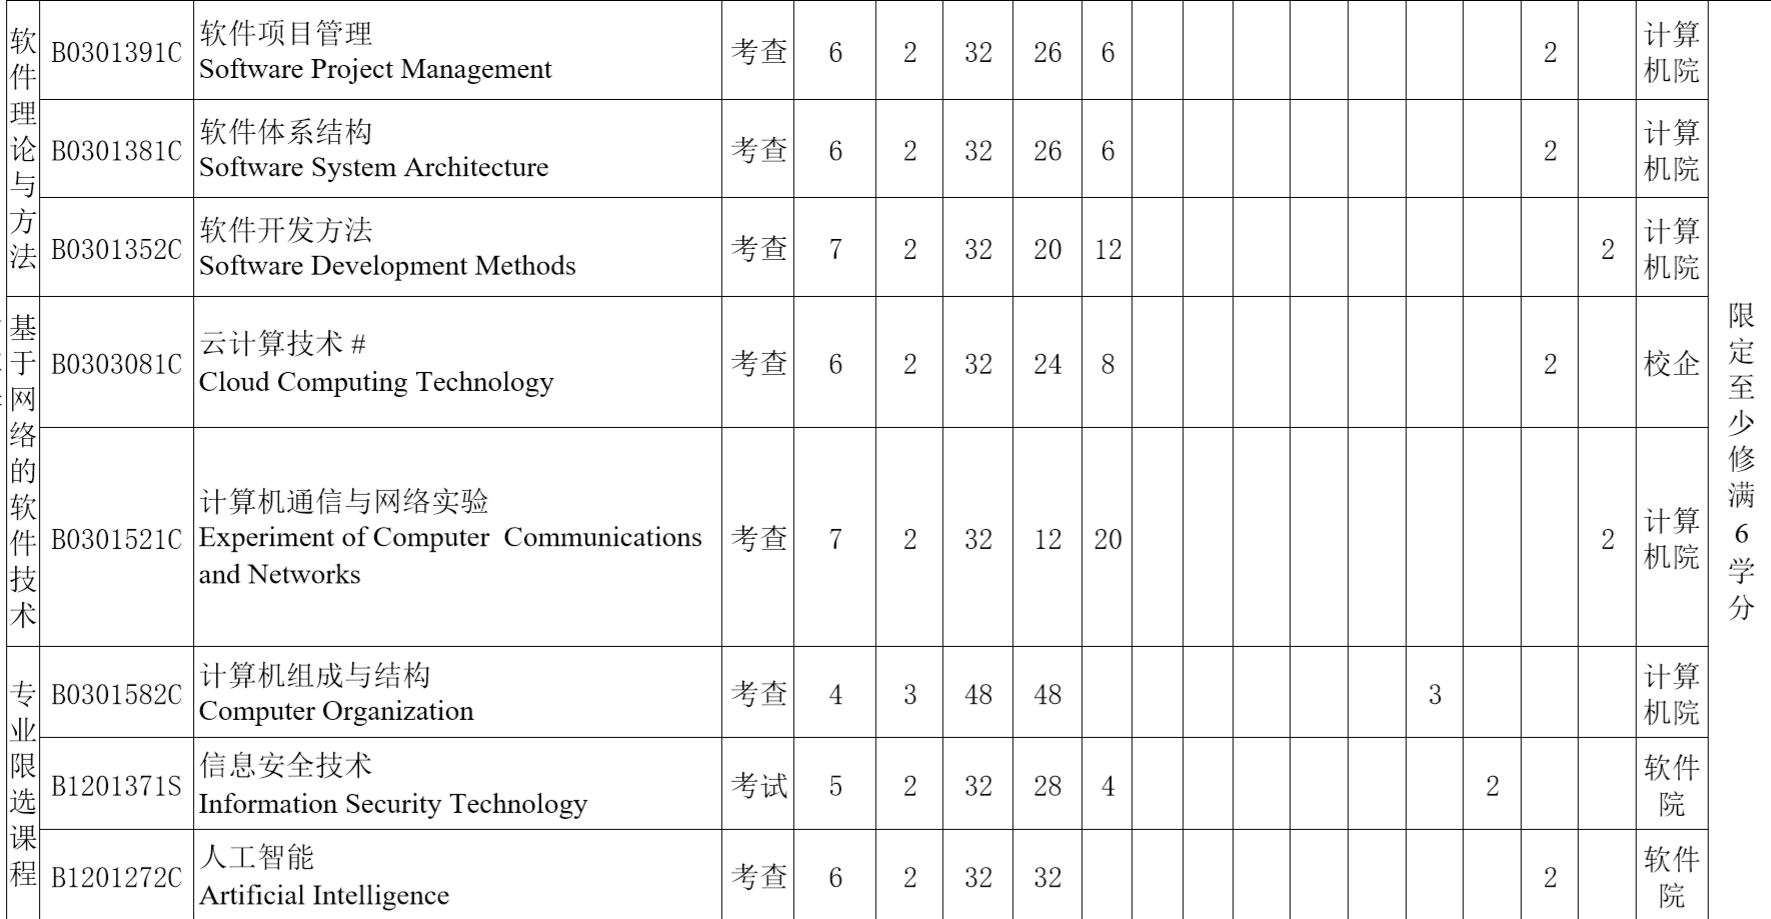 软件理论与方法
B0301391C 软件项目管理 考查 6 2 32 26 6 2 计算机院
Software Project Management
B0301381C 软件体系结构 考查 6 2 32 26 6 2 计算机院
Software System Architecture
B0301352C 软件开发方法 考查 7 2 32 20 12 2 计算机院
Software Development Methods
基于网络的软件技术
B0303081C 云计算技术 # 考查 6 2 32 24 8 2 校企
Cloud Computing Technology
B0301521C 计算机通信与网络实验 考查 7 2 32 12 20 2 计算机院
Experiment of Computer Communications
and Networks
专业限选课程
B0301582C 计算机组成与结构 考查 4 3 48 48 3 计算机院
Computer Organization
B1201371S 信息安全技术 考试 5 2 32 28 4 2 软件院
Information Security Technology
B1201272C 人工智能 考查 6 2 32 32 2 软件院
Artificial Intelligence
限定至少修满6学分